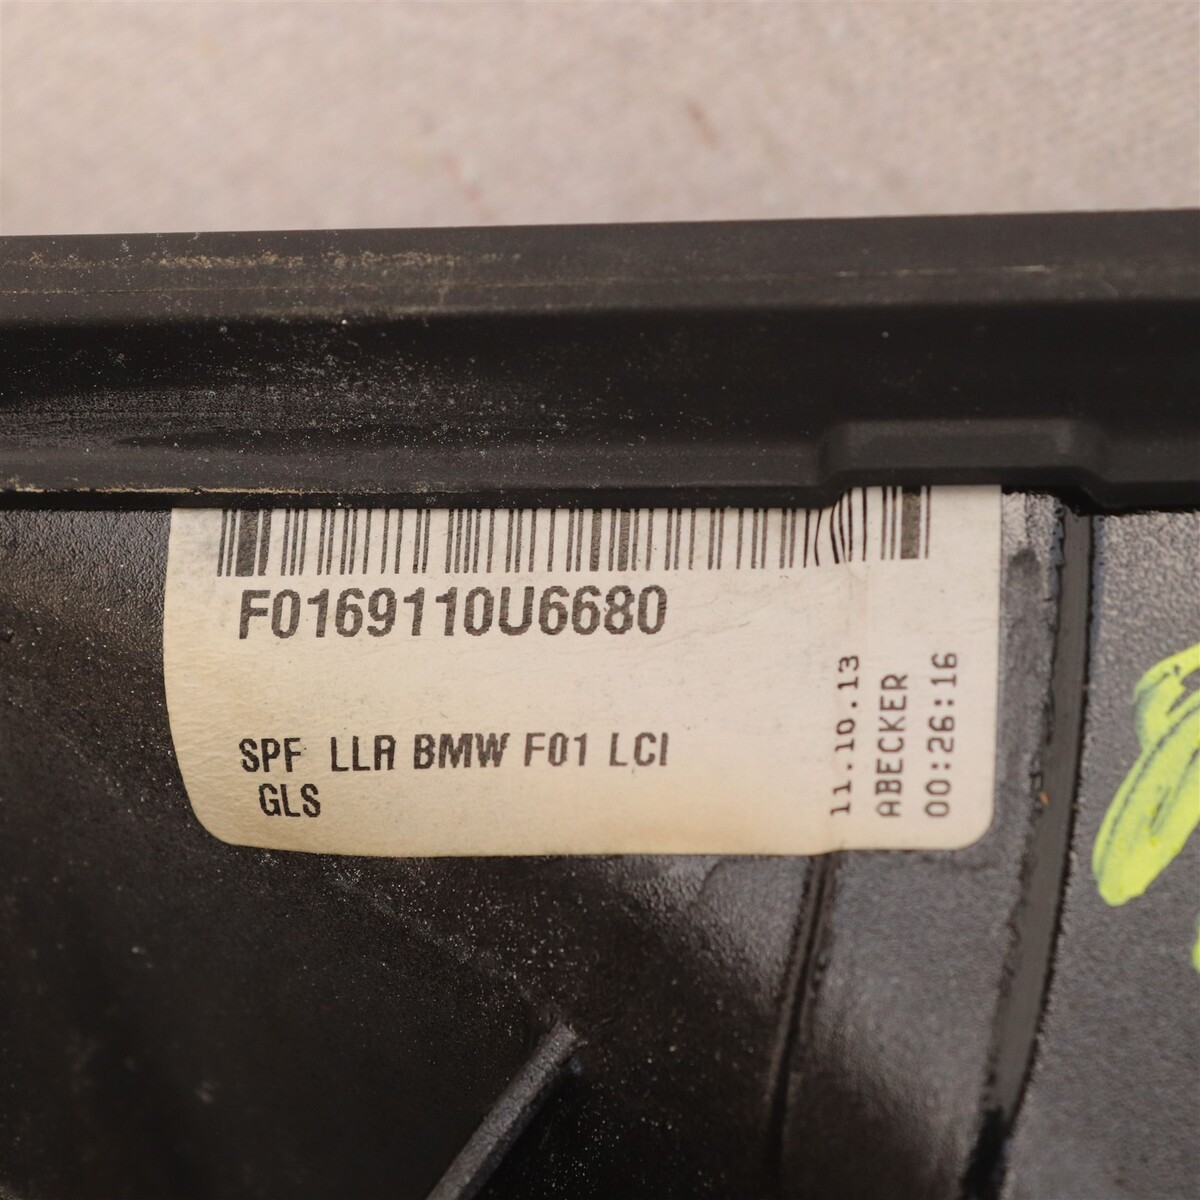 F0169110U6680
SPF LLR BMW F01 LCI
GLS
11.10.13
ABECKER
00:26:16